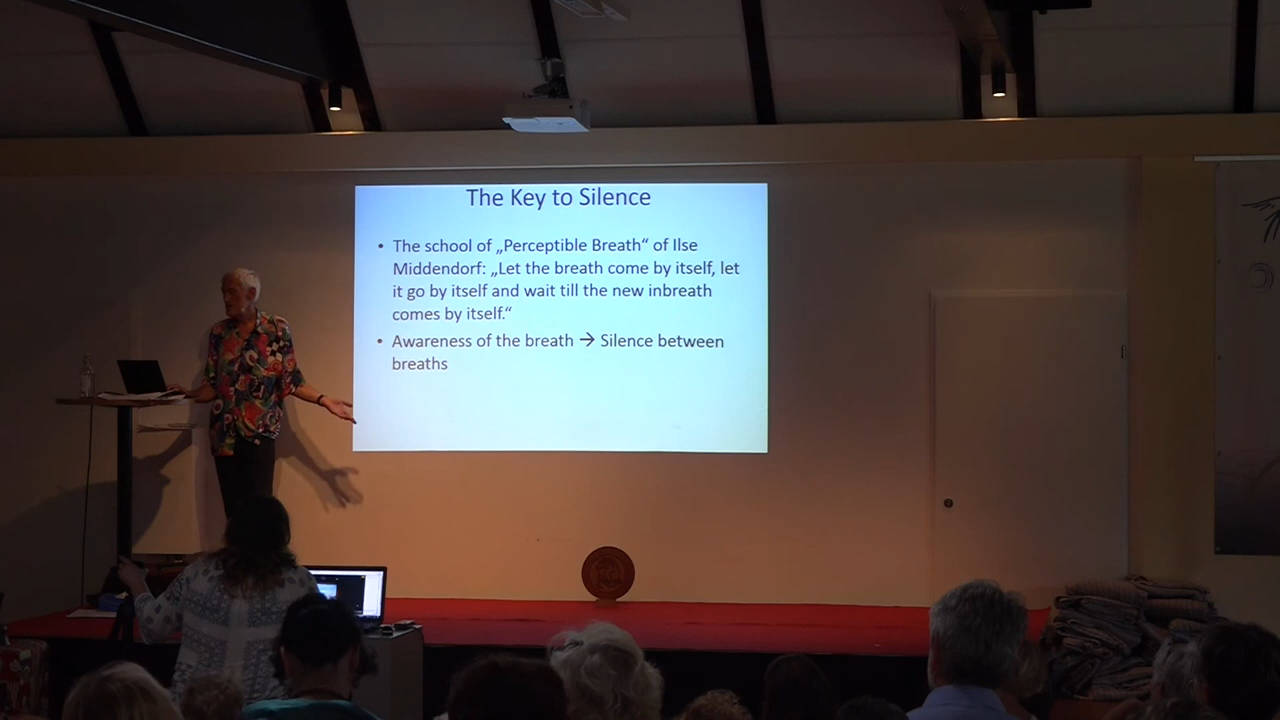 The Key to Silence
• The school of „Perceptible Breath“ of Ilse
Middendorf: „Let the breath come by itself, let
it go by itself and wait till the new inbreath
comes by itself.“
• Awareness of the breath → Silence between
breaths